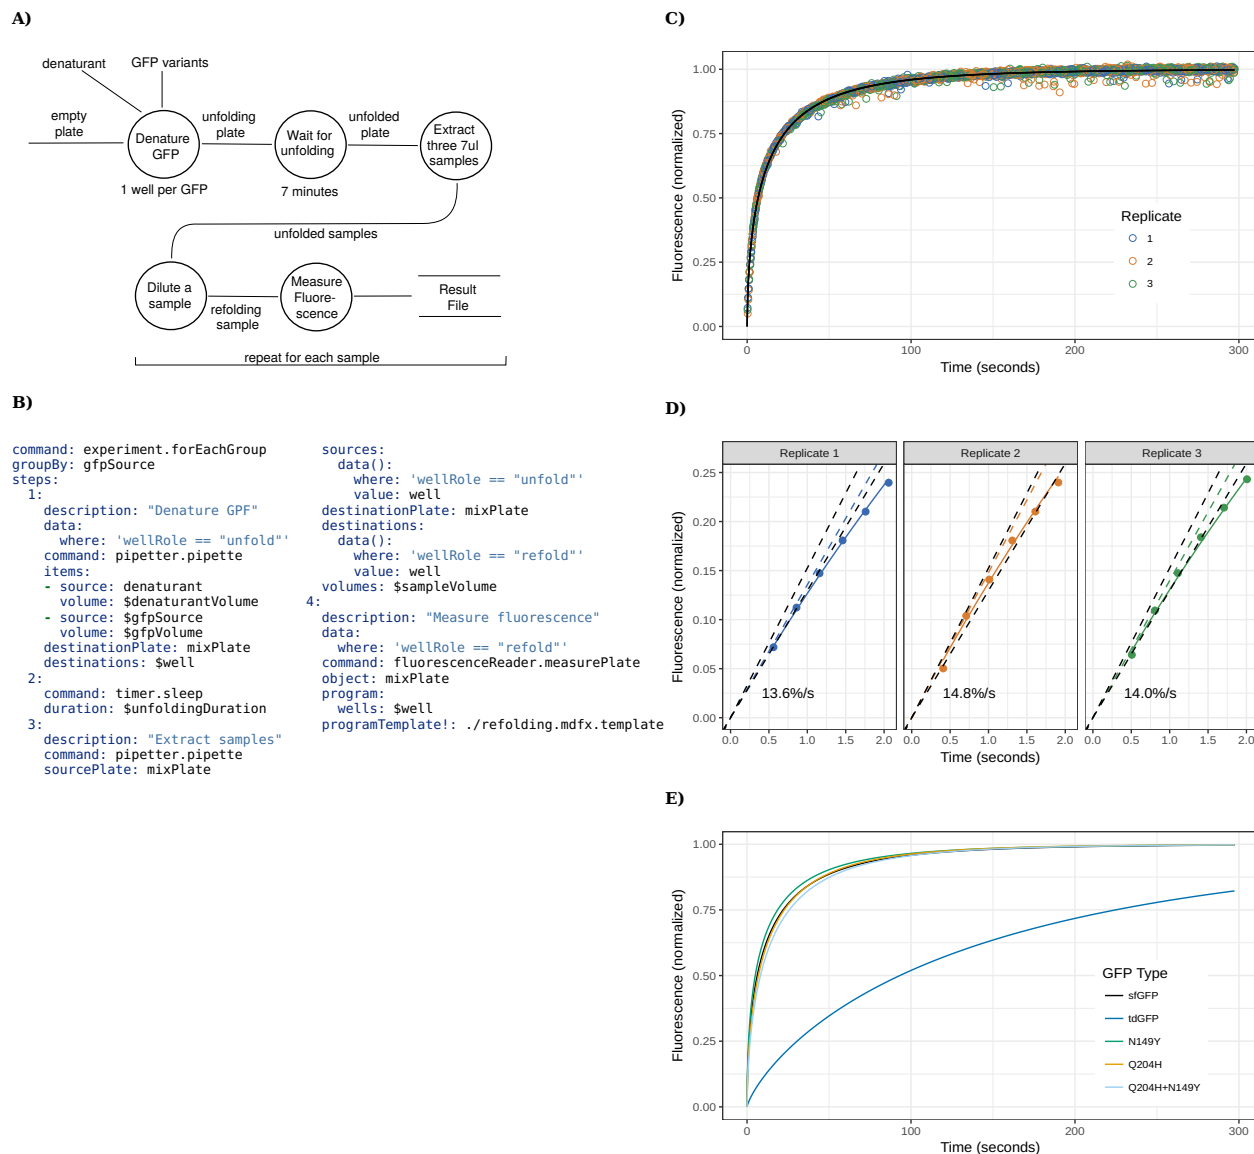 A)
denaturant
GFP variants
empty
plate
Denature
GFP
unfolding
plate
Wait for
unfolding
unfolded
plate
Extract
three 7ul
samples
1 well per GFP
7 minutes
unfolded samples
Dilute a
sample
refolding
sample
Measure
Fluore-
scence
Result
File
repeat for each sample
B)
command: experiment.forEachGroup
groupBy: gfpSource
steps:
1:
description: "Denature GPF"
data:
where: 'wellRole == "unfold"'
command: pipetter.pipette
items:
- source: denaturant
volume: $denaturantVolume
- source: $gfpSource
volume: $gfpVolume
destinationPlate: mixPlate
destinations: $well
2:
command: timer.sleep
duration: $unfoldingDuration
3:
description: "Extract samples"
command: pipetter.pipette
sourcePlate: mixPlate
sources:
data():
where: 'wellRole == "unfold"'
value: well
destinationPlate: mixPlate
destinations:
data():
where: 'wellRole == "refold"'
value: well
volumes: $sampleVolume
4:
description: "Measure fluorescence"
data:
where: 'wellRole == "refold"'
command: fluorescenceReader.measurePlate
object: mixPlate
program:
wells: $well
programTemplate!: ./refolding.mdfx.template
C)
Fluorescence (normalized)
1.00
0.75
0.50
0.25
0.00
0
100
200
300
Time (seconds)
Replicate
1
2
3
D)
Replicate 1
Replicate 2
Replicate 3
Fluorescence (normalized)
0.25
0.20
0.15
0.10
0.05
0.00
13.6%/s
14.8%/s
14.0%/s
0.0 0.5 1.0 1.5 2.0
0.0 0.5 1.0 1.5 2.0
0.0 0.5 1.0 1.5 2.0
Time (seconds)
E)
Fluorescence (normalized)
1.00
0.75
0.50
0.25
0.00
0
100
200
300
Time (seconds)
GFP Type
sfGFP
tdGFP
N149Y
Q204H
Q204H+N149Y